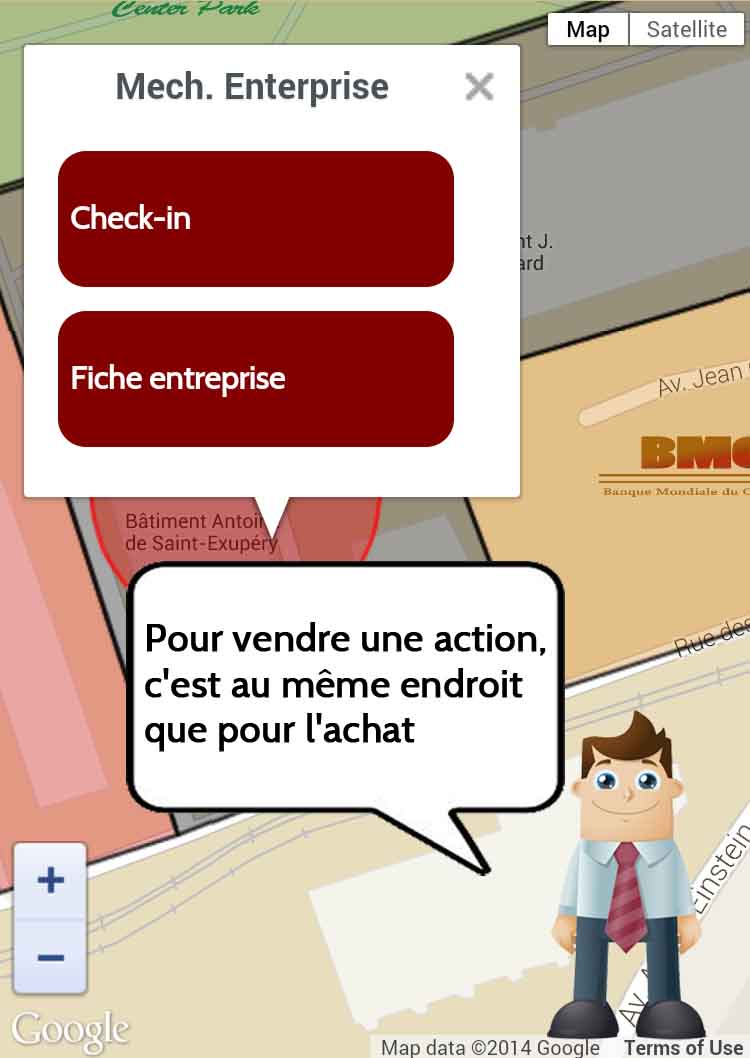 Center Park
Map
Satellite
Mech. Enterprise
Check-in
nt J.
ard
Fiche entreprise
Av. Jean
BMC
Banque Mondiale du C
Bâtiment Antoi
de Saint-Exupéry
Rue des
Pour vendre une action,
c'est au même endroit
que pour l'achat
Einstein
Av. A
+
−
Google
Map data ©2014 Google
Terms of Use